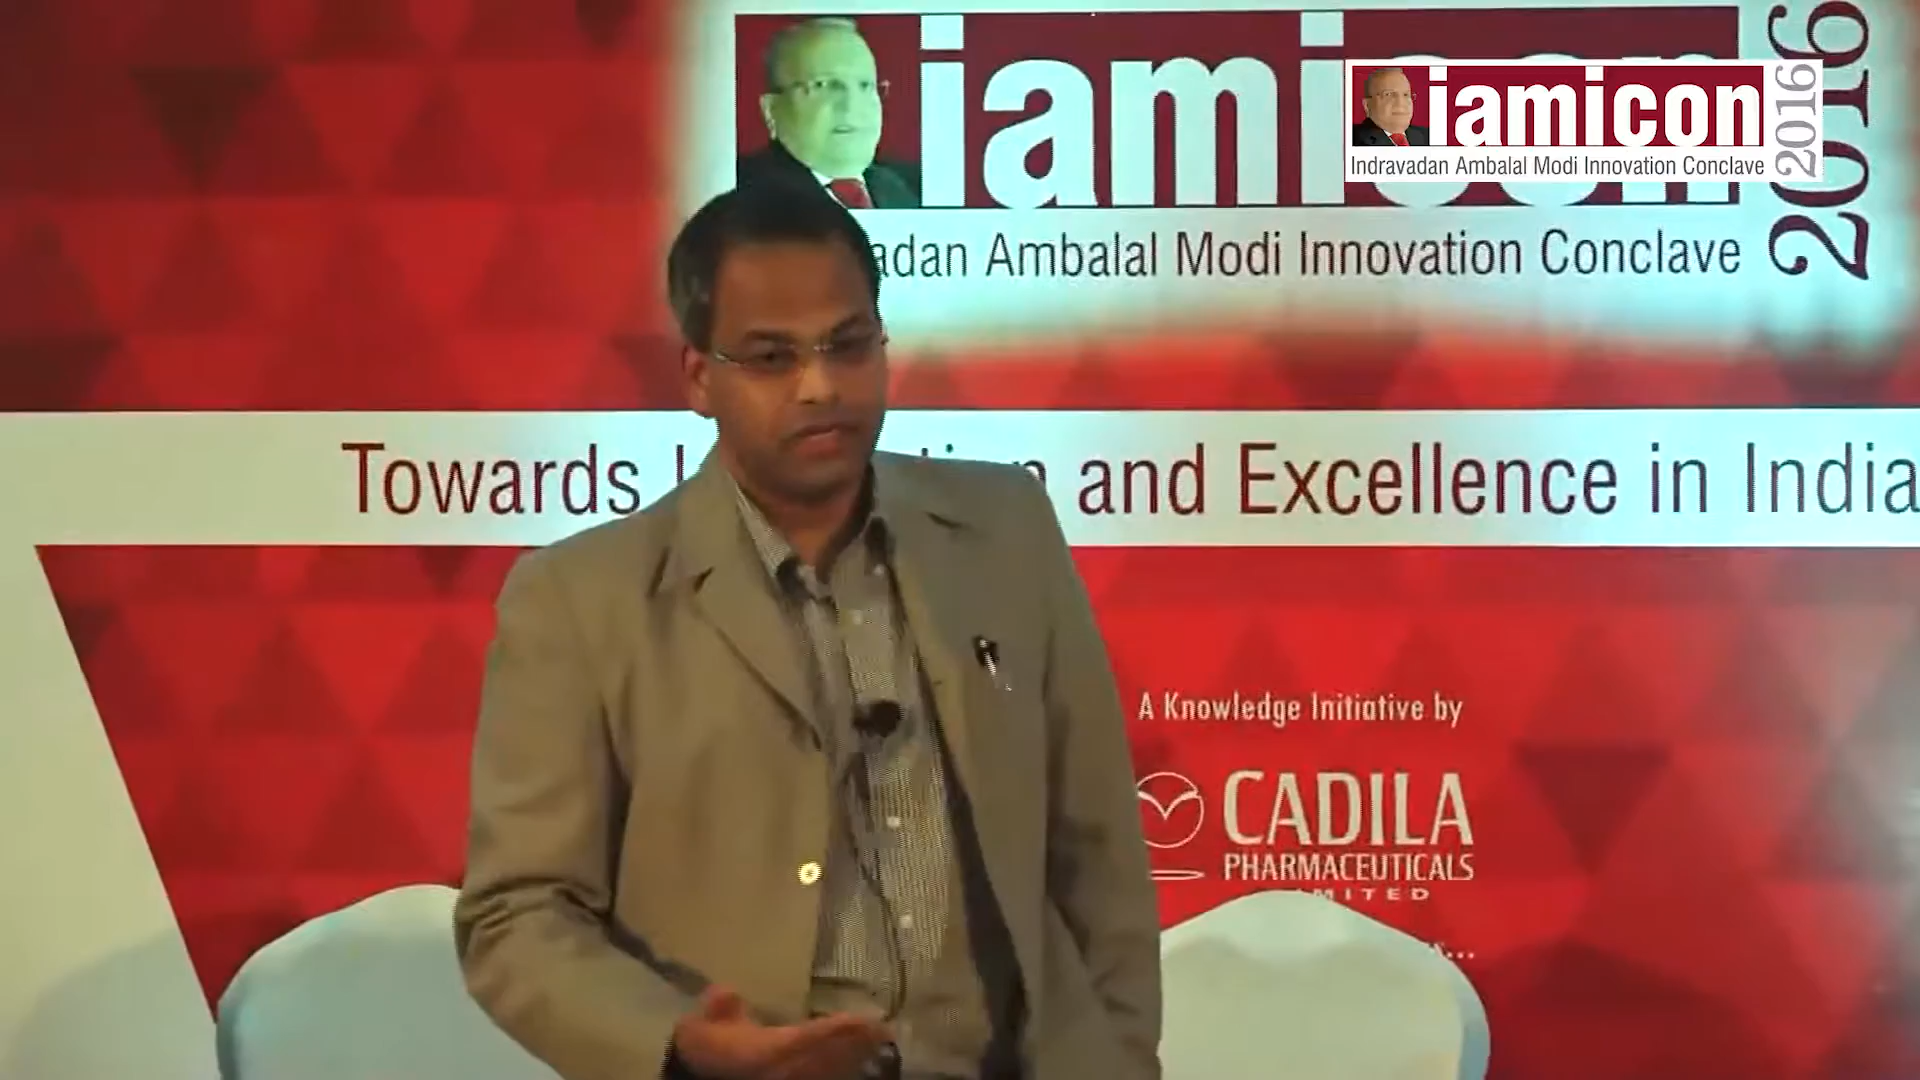 iamicon 2016
Indravadan Ambalal Modi Innovation Conclave
iami
2016
Ambalal Modi Innovation Conclave
Towards
and Excellence in India
A Knowledge Initiative by
CADILA
PHARMACEUTICALS